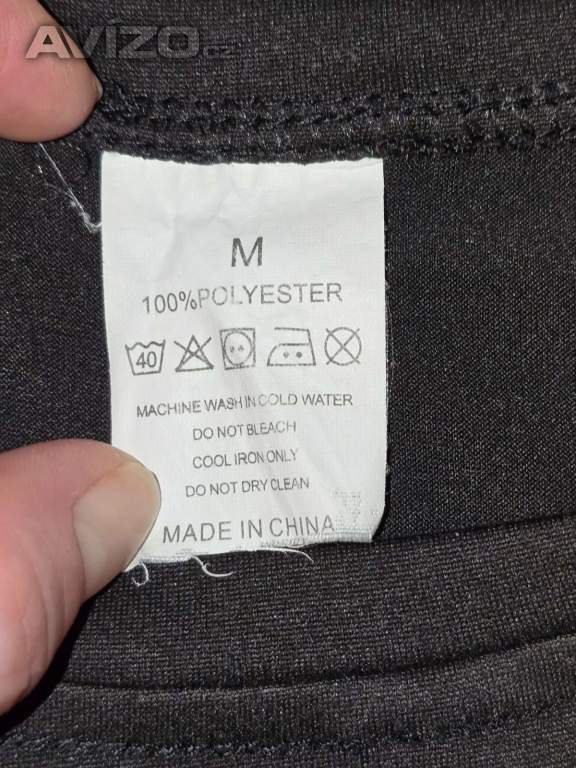 AVÍZO.cz
M
100%POLYESTER
40
MACHINE WASH IN COLD WATER
DO NOT BLEACH
COOL IRON ONLY
DO NOT DRY CLEAN
MADE IN CHINA